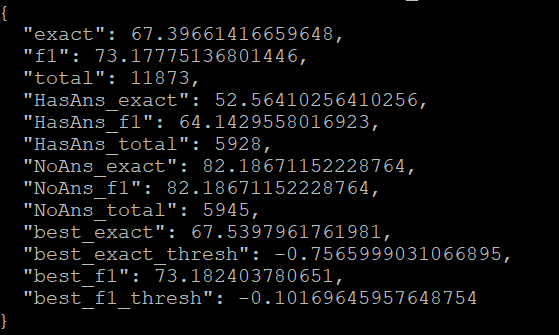 {
"exact": 67.39661416659648,
"f1": 73.17775136801446,
"total": 11873,
"HasAns_exact": 52.56410256410256,
"HasAns_f1": 64.1429558016923,
"HasAns_total": 5928,
"NoAns_exact": 82.18671152228764,
"NoAns_f1": 82.18671152228764,
"NoAns_total": 5945,
"best_exact": 67.5397961761981,
"best_exact_thresh": -0.7565999031066895,
"best_f1": 73.182403780651,
"best_f1_thresh": -0.10169645957648754
}